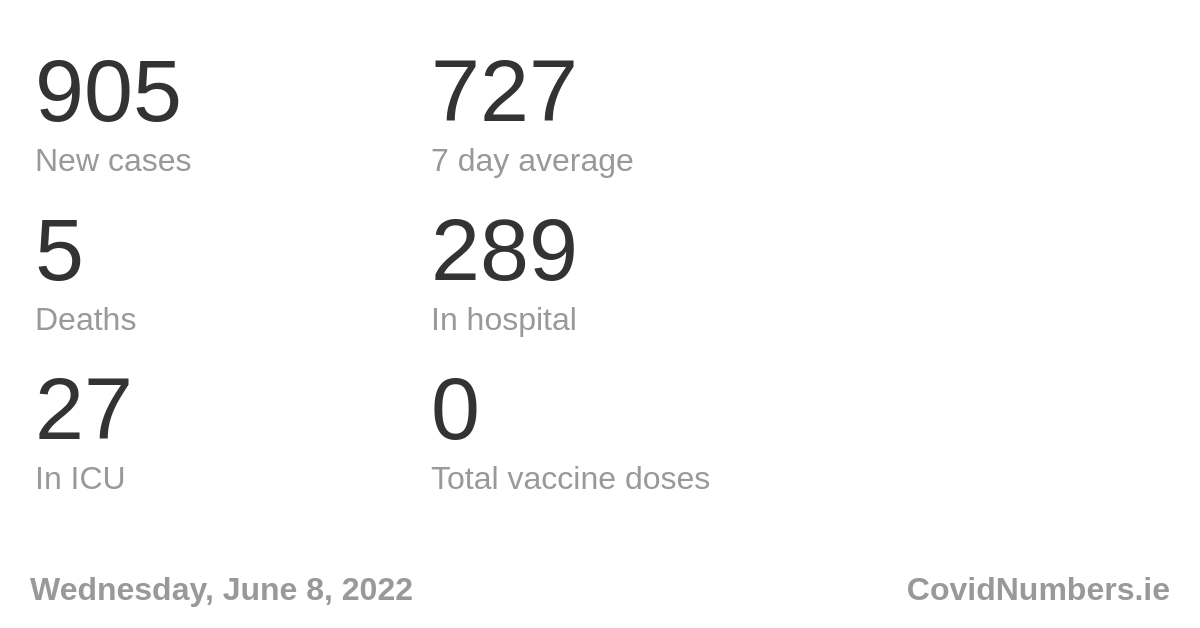 905
727
New cases
7 day average
5
289
Deaths
In hospital
27
0
In ICU
Total vaccine doses
Wednesday, June 8, 2022
CovidNumbers.ie